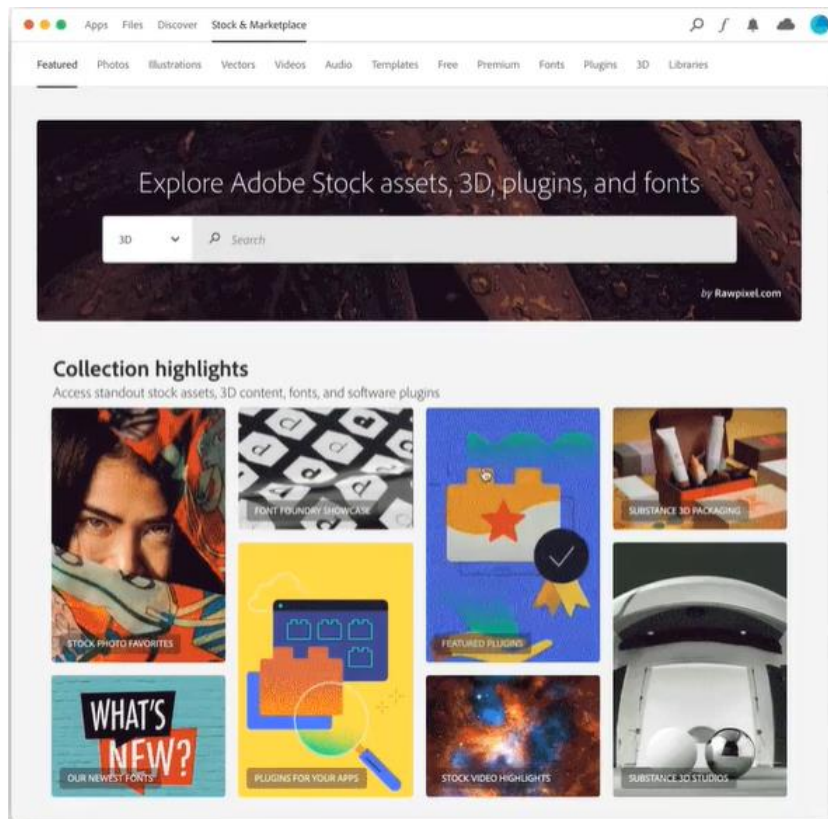 Apps Files Discover Stock & Marketplace
Featured Photos Illustrations Vectors Videos Audio Templates Free Premium Fonts Plugins 3D Libraries
Explore Adobe Stock assets, 3D, plugins, and fonts
3D Search
by Rawpixel.com
Collection highlights
Access standout stock assets, 3D content, fonts, and software plugins
STOCK PHOTO FAVORITES
FONT FOUNDRY SHOWCASE
FEATURED PLUGINS
SUBSTANCE 3D PACKAGING
WHAT'S
NEW?
OUR NEWEST FONTS
PLUGINS FOR YOUR APPS
STOCK VIDEO HIGHLIGHTS
SUBSTANCE 3D STUDIOS